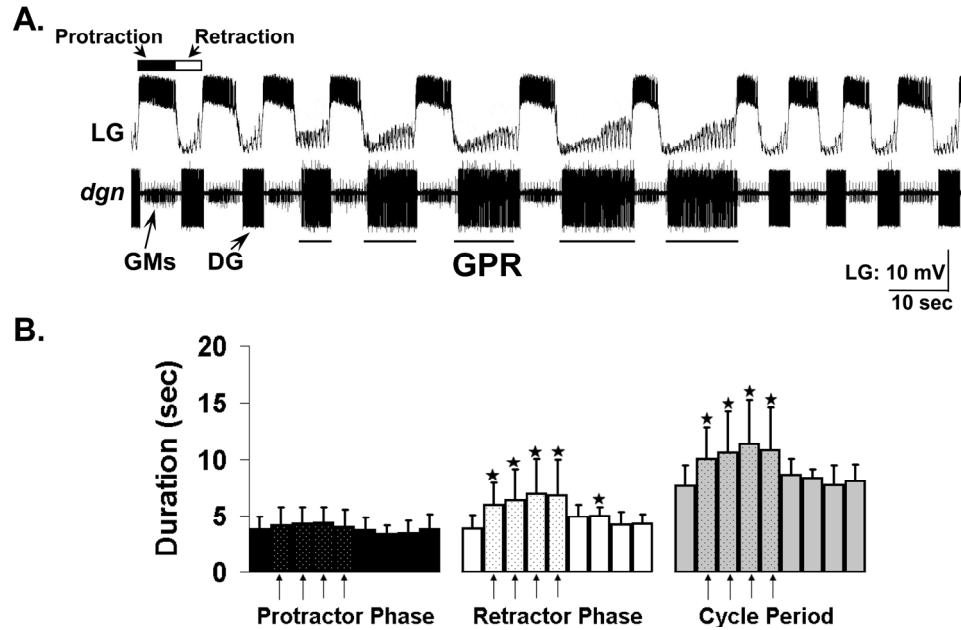 A.
Protraction Retraction
LG
dgn
GMs DG GPR
LG: 10 mV
10 sec
B.
20
15
10
5
0
Duration (sec)
Protractor Phase Retractor Phase Cycle Period